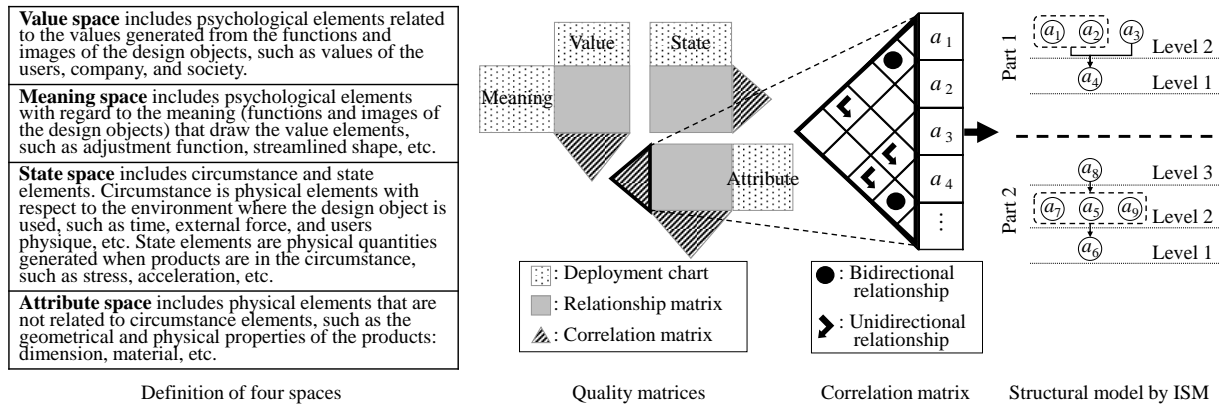 Value space includes psychological elements related
to the values generated from the functions and
images of the design objects, such as values of the
users, company, and society.
Meaning space includes psychological elements
with regard to the meaning (functions and images of
the design objects) that draw the value elements,
such as adjustment function, streamlined shape, etc.
State space includes circumstance and state
elements. Circumstance is physical elements with
respect to the environment where the design object is
used, such as time, external force, and users
physique, etc. State elements are physical quantities
generated when products are in the circumstance,
such as stress, acceleration, etc.
Attribute space includes physical elements that are
not related to circumstance elements, such as the
geometrical and physical properties of the products:
dimension, material, etc.
Definition of four spaces
Value
State
Meaning
Attribute
: Deployment chart
: Relationship matrix
: Correlation matrix
Quality matrices
a1
a2
a3
a4
⋮
: Bidirectional
relationship
: Unidirectional
relationship
Correlation matrix
Part 1
a1 a2 a3
Level 2
a4
Level 1
Part 2
a8
Level 3
a7 a5 a9
Level 2
a6
Level 1
Structural model by ISM